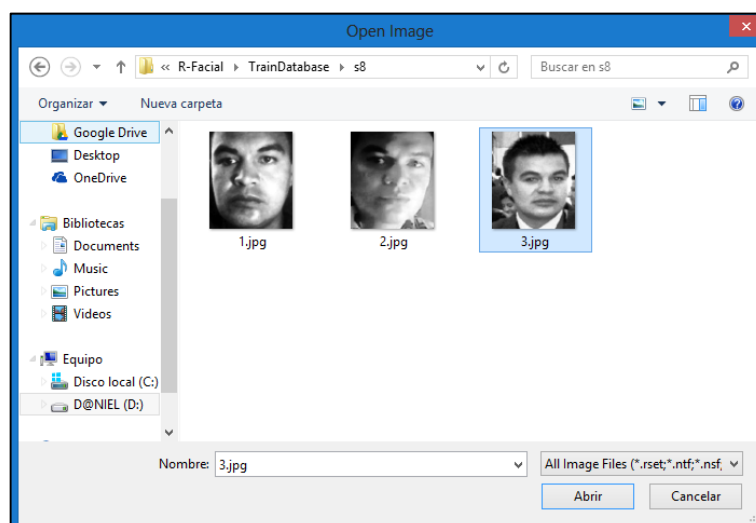 Open Image
« R-Facial TrainDatabase s8
Buscar en s8
Organizar
Nueva carpeta
Google Drive
Desktop
OneDrive
Bibliotecas
Documents
Music
Pictures
Videos
Equipo
Disco local (C:)
D@NIEL (D:)
1.jpg
2.jpg
3.jpg
Nombre: 3.jpg
All Image Files (*.rset;*.ntf;*.nsf;
Abrir
Cancelar